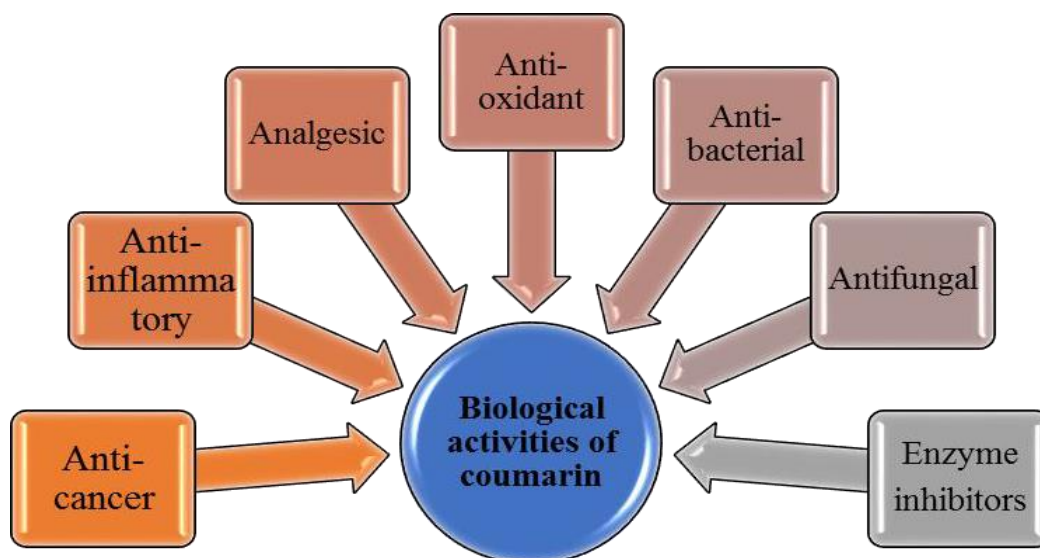 Anti-
cancer
Anti-
inflamma
tory
Analgesic
Anti-
oxidant
Anti-
bacterial
Antifungal
Enzyme
inhibitors
Biological
activities of
coumarin